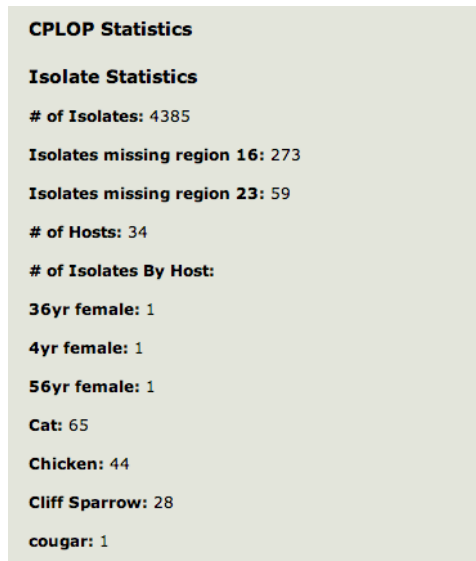 CPLOP Statistics
Isolate Statistics
# of Isolates: 4385
Isolates missing region 16: 273
Isolates missing region 23: 59
# of Hosts: 34
# of Isolates By Host:
36yr female: 1
4yr female: 1
56yr female: 1
Cat: 65
Chicken: 44
Cliff Sparrow: 28
cougar: 1